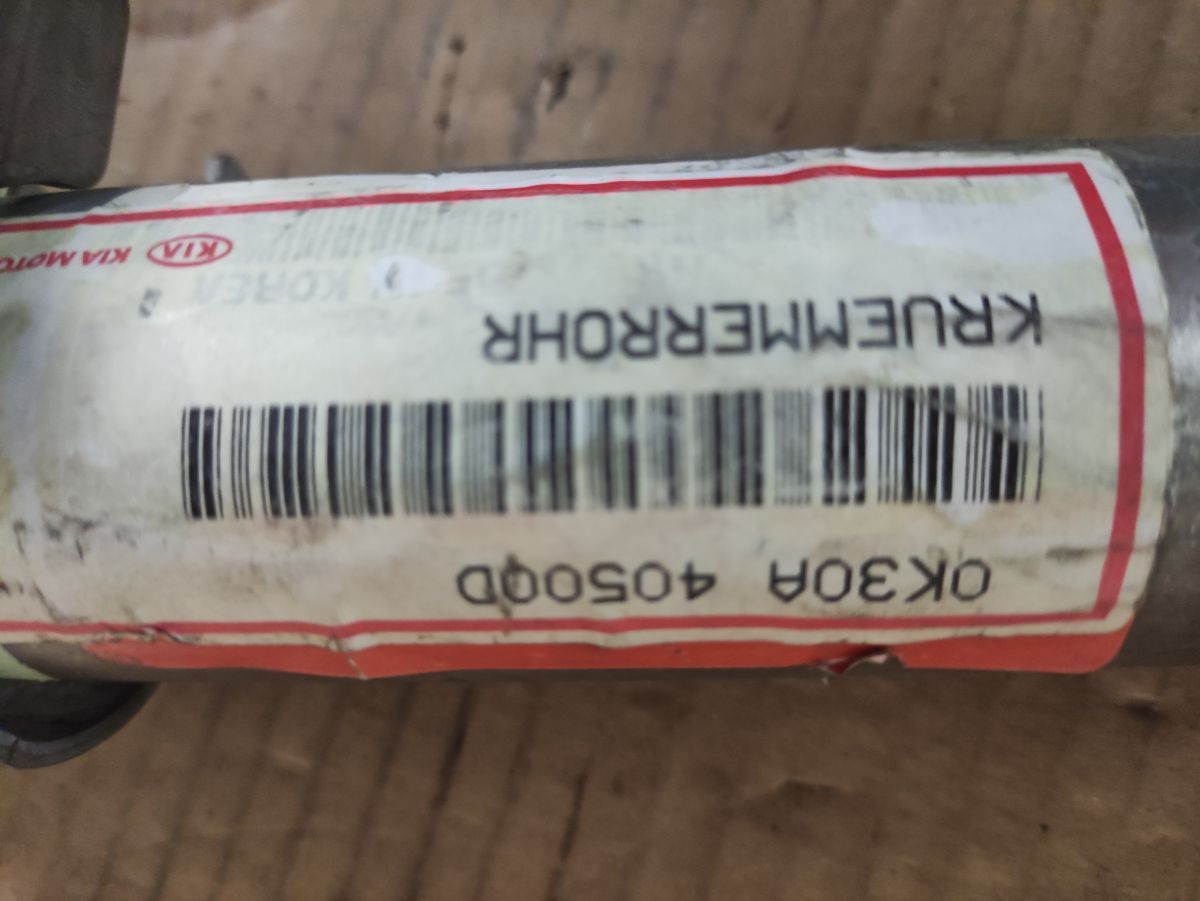 0K30A 40500D
KRUEMMERROHR
KOREA
KIA KIA MOTO